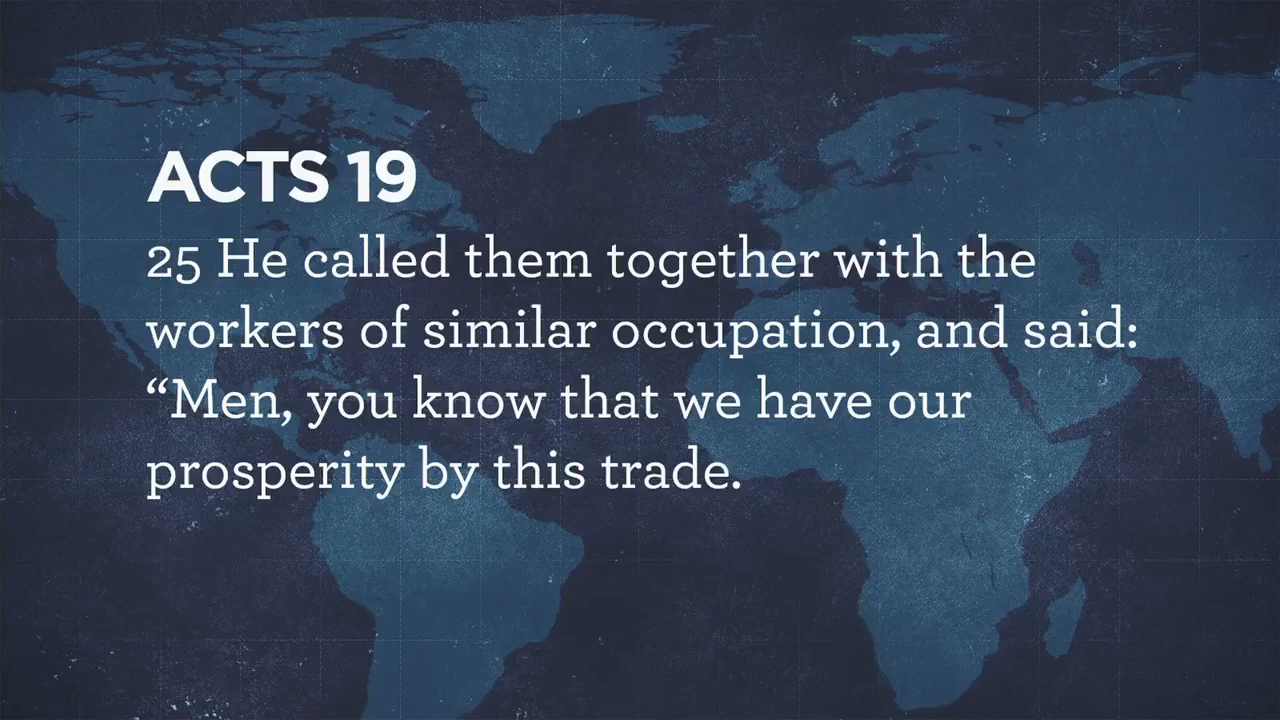 ACTS 19
25 He called them together with the
workers of similar occupation, and said:
“Men, you know that we have our
prosperity by this trade.